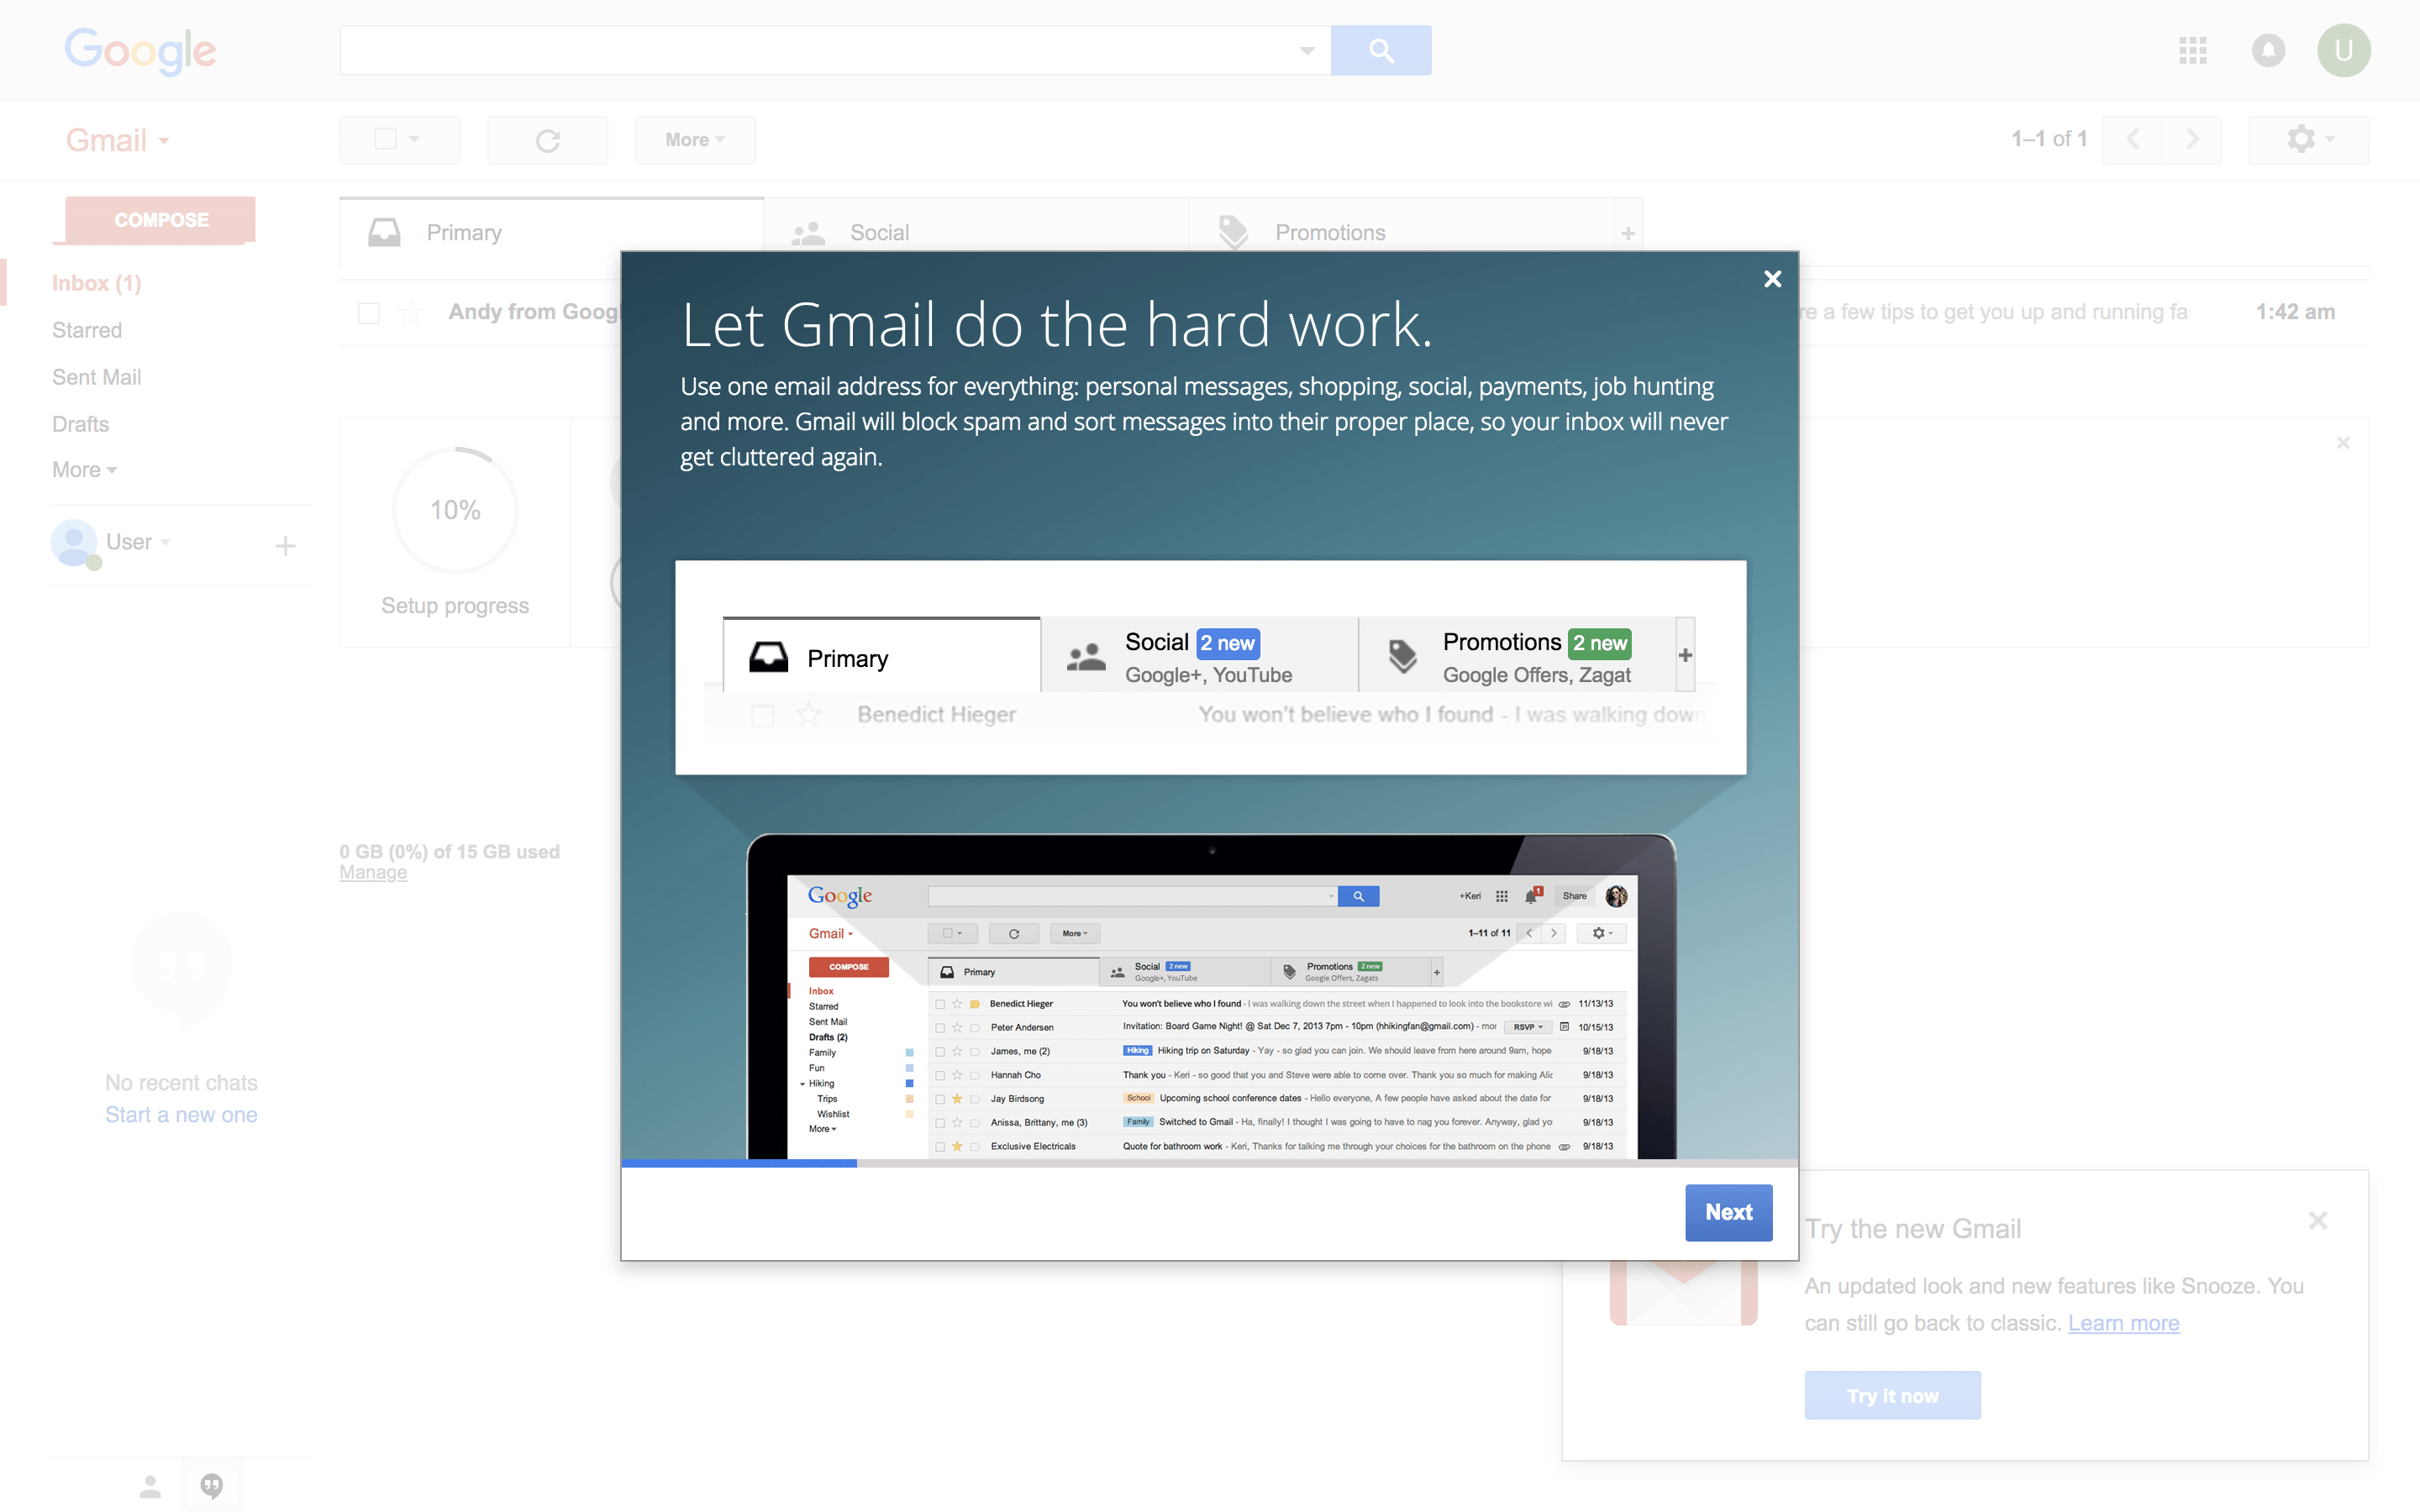 Google
U
Gmail
More
1–1 of 1
COMPOSE
Primary
Social
Promotions
+
Inbox (1)
Starred
Sent Mail
Drafts
More
User
+
Andy from Googl
re a few tips to get you up and running fa
1:42 am
10%
Setup progress
0 GB (0%) of 15 GB used
Manage
No recent chats
Start a new one
Let Gmail do the hard work.
Use one email address for everything: personal messages, shopping, social, payments, job hunting
and more. Gmail will block spam and sort messages into their proper place, so your inbox will never
get cluttered again.
Primary
Social 2 new
Google+, YouTube
Promotions 2 new
Google Offers, Zagat
+
Benedict Hieger You won't believe who I found - I was walking down
Google
+Keri
1
Share
Gmail
More
1–11 of 11
COMPOSE
Primary
Social 2 new
Google+, YouTube
Promotions 2 new
Google Offers, Zagats
+
Inbox
Starred
Sent Mail
Drafts (2)
Family
Fun
Hiking
Trips
Wishlist
More
Benedict Hieger You won't believe who I found - I was walking down the street when I happened to look into the bookstore wi 11/13/13
Peter Andersen Invitation: Board Game Night! @ Sat Dec 7, 2013 7pm - 10pm (hhikingfan@gmail.com) - mor RSVP 31 10/15/13
James, me (2) Hiking Hiking trip on Saturday - Yay - so glad you can join. We should leave from here around 9am, hope 9/18/13
Hannah Cho Thank you - Keri - so good that you and Steve were able to come over. Thank you so much for making Alic 9/18/13
Jay Birdsong School Upcoming school conference dates - Hello everyone, A few people have asked about the date for 9/18/13
Anissa, Brittany, me (3) Family Switched to Gmail - Ha, finally! I thought I was going to have to nag you forever. Anyway, glad yo 9/18/13
Exclusive Electricals Quote for bathroom work - Keri, Thanks for talking me through your choices for the bathroom on the phone 9/18/13
Next
Try the new Gmail
An updated look and new features like Snooze. You
can still go back to classic. Learn more
Try it now